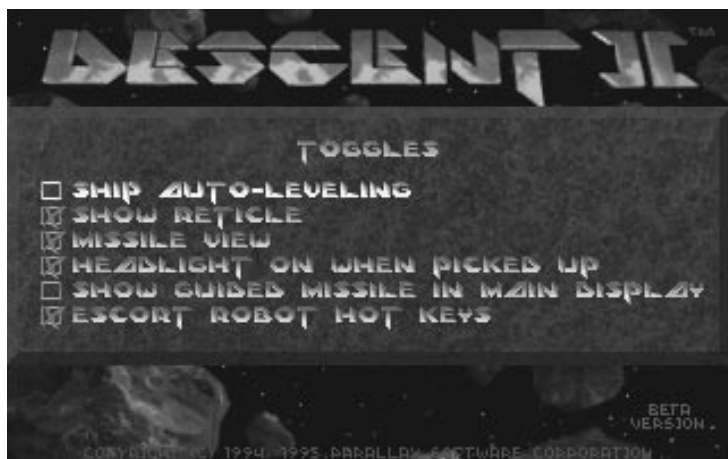 DESCENT II™
TOGGLES
SHIP AUTO-LEVELING
SHOW RETICLE
MISSILE VIEW
HEADLIGHT ON WHEN PICKED UP
SHOW GUIDED MISSILE IN MAIN DISPLAY
ESCORT ROBOT HOT KEYS
BETA
VERSION
COPYRIGHT (C) 1994, 1995 PARALLAX SOFTWARE CORPORATION